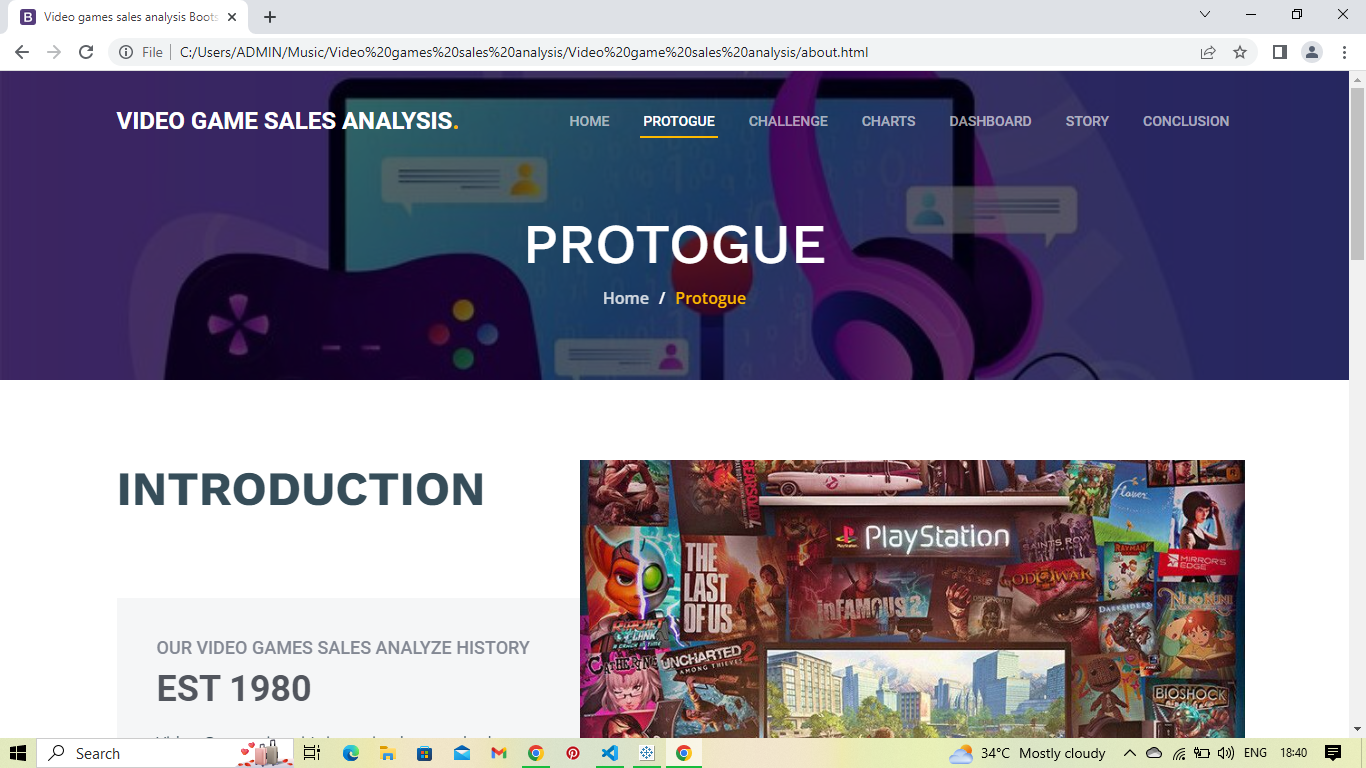 Video games sales analysis Boots
File
C:/Users/ADMIN/Music/Video%20games%20sales%20analysis/Video%20game%20sales%20analysis/about.html
VIDEO GAME SALES ANALYSIS.
HOME
PROTOGUE
CHALLENGE
CHARTS
DASHBOARD
STORY
CONCLUSION
PROTOGUE
Home / Protogue
INTRODUCTION
OUR VIDEO GAMES SALES ANALYZE HISTORY
EST 1980
PlayStation
PlayStation
flower
SAINTS ROW
RAYMAN
MIRROR'S
EDGE
THE
LAST
OF US
inFAMOUS 2
GOD OF WAR
DARKSIDERS
NI NO KUNI
RATCHET
CLANK
CATHERINE
UNCHARTED 2
AMONG THIEVES
BIOSHOCK
Search
34°C Mostly cloudy
ENG
18:40